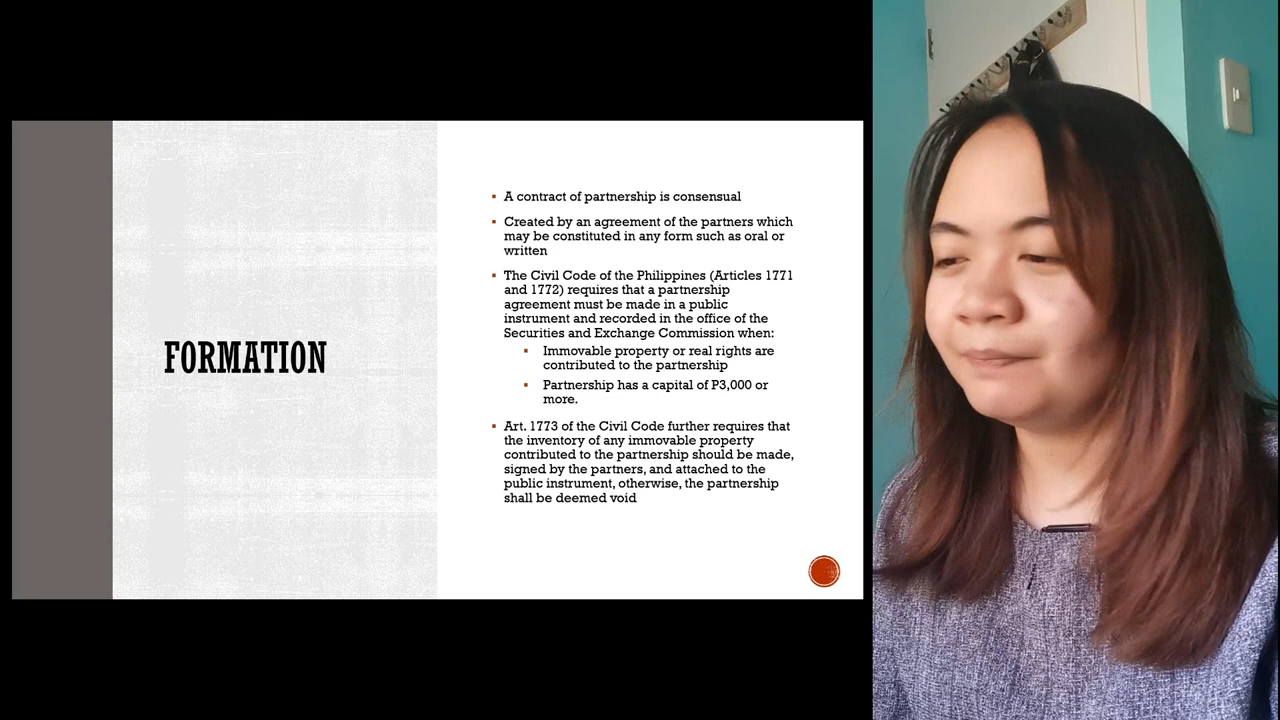 FORMATION
▪ A contract of partnership is consensual
▪ Created by an agreement of the partners which
may be constituted in any form such as oral or
written
▪ The Civil Code of the Philippines (Articles 1771
and 1772) requires that a partnership
agreement must be made in a public
instrument and recorded in the office of the
Securities and Exchange Commission when:
▪ Immovable property or real rights are
contributed to the partnership
▪ Partnership has a capital of P3,000 or
more.
▪ Art. 1773 of the Civil Code further requires that
the inventory of any immovable property
contributed to the partnership should be made,
signed by the partners, and attached to the
public instrument, otherwise, the partnership
shall be deemed void